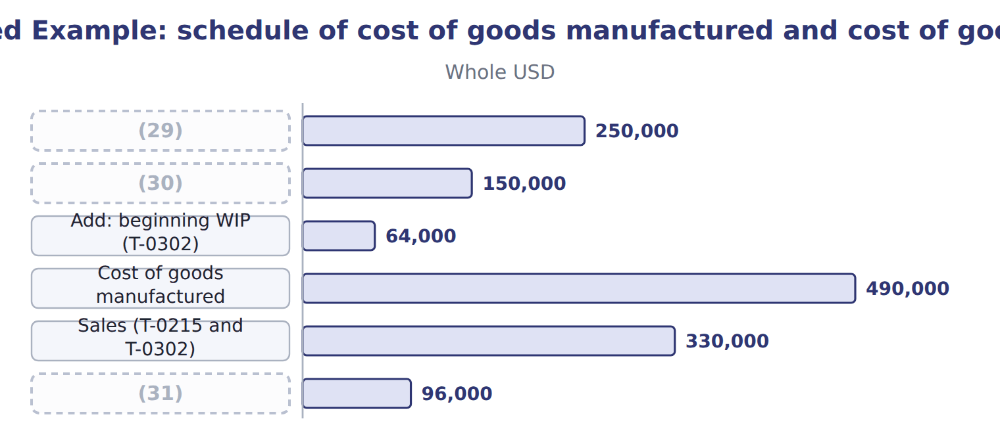 Example: schedule of cost of goods manufactured and cost of
Whole USD
(29)
250,000
(30)
150,000
Add: beginning WIP
(T-0302)
64,000
Cost of goods
manufactured
490,000
Sales (T-0215 and
T-0302)
330,000
(31)
96,000